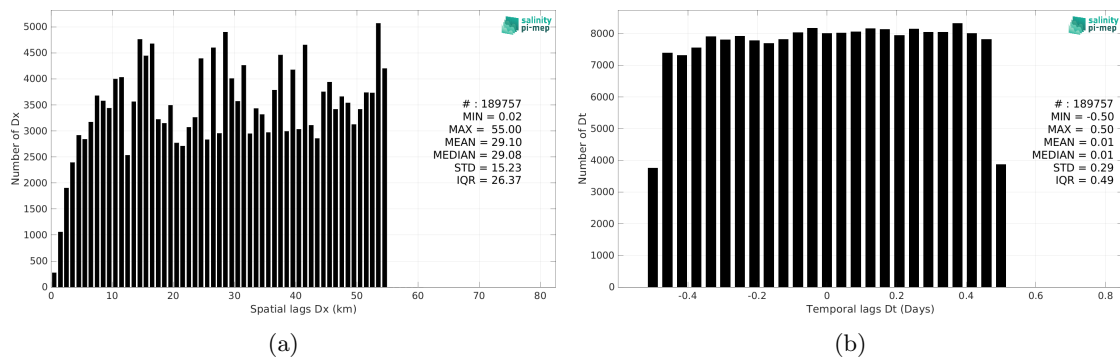 5000
4500
4000
3500
3000
2500
2000
1500
1000
500
0
Number of Dx
0 10 20 30 40 50 60 70 80
Spatial lags Dx (km)
salinity
pi-mep
# : 189757
MIN = 0.02
MAX = 55.00
MEAN = 29.10
MEDIAN = 29.08
STD = 15.23
IQR = 26.37
(a)
8000
7000
6000
5000
4000
3000
2000
1000
0
Number of Dt
-0.4 -0.2 0 0.2 0.4 0.6 0.8
Temporal lags Dt (Days)
salinity
pi-mep
# : 189757
MIN = -0.50
MAX = 0.50
MEAN = 0.01
MEDIAN = 0.01
STD = 0.29
IQR = 0.49
(b)